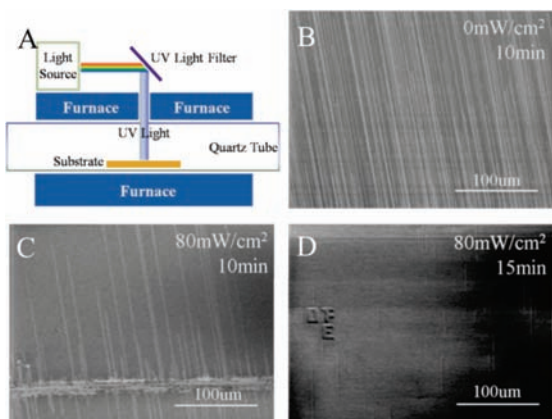 A
Light
Source
UV Light Filter
Furnace
Furnace
UV Light
Quartz Tube
Substrate
Furnace
B
0mW/cm²
10min
100um
C
80mW/cm²
10min
100um
D
80mW/cm²
15min
E
100um